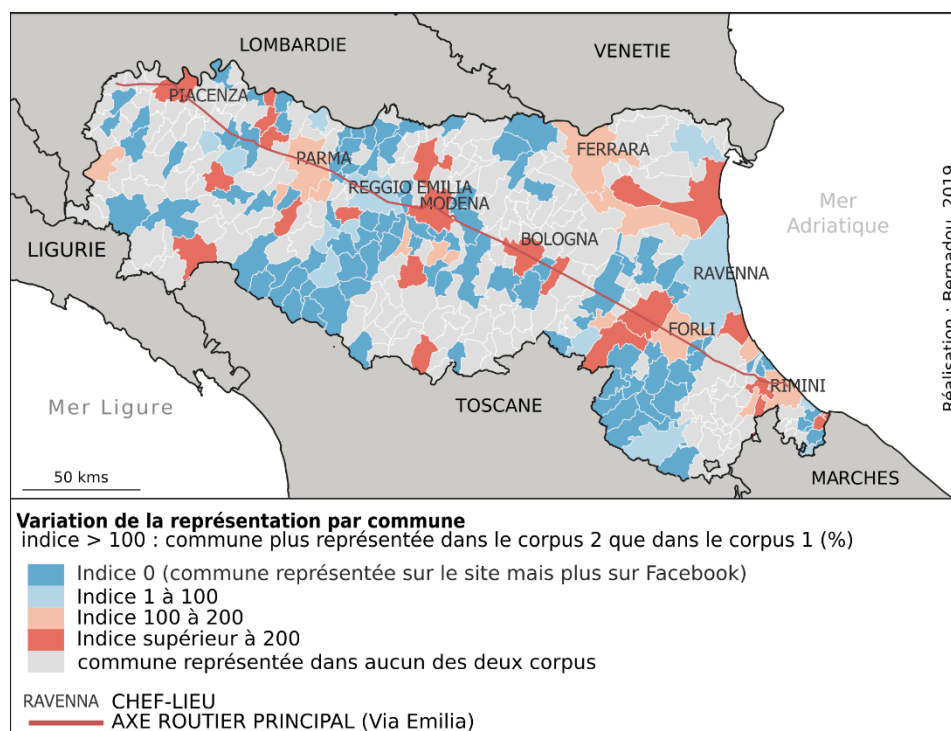 LOMBARDIE
VENETIE
PIACENZA
PARMA
FERRARA
REGGIO EMILIA
MODENA
Mer
Adriatique
LIGURIE
BOLOGNA
RAVENNA
FORLI
RIMINI
Mer Ligure
TOSCANE
MARCHES
50 kms
Réalisation : Bernadou, 2019
Variation de la représentation par commune
indice > 100 : commune plus représentée dans le corpus 2 que dans le corpus 1 (%)
Indice 0 (commune représentée sur le site mais plus sur Facebook)
Indice 1 à 100
Indice 100 à 200
Indice supérieur à 200
commune représentée dans aucun des deux corpus
RAVENNA CHEF-LIEU
AXE ROUTIER PRINCIPAL (Via Emilia)